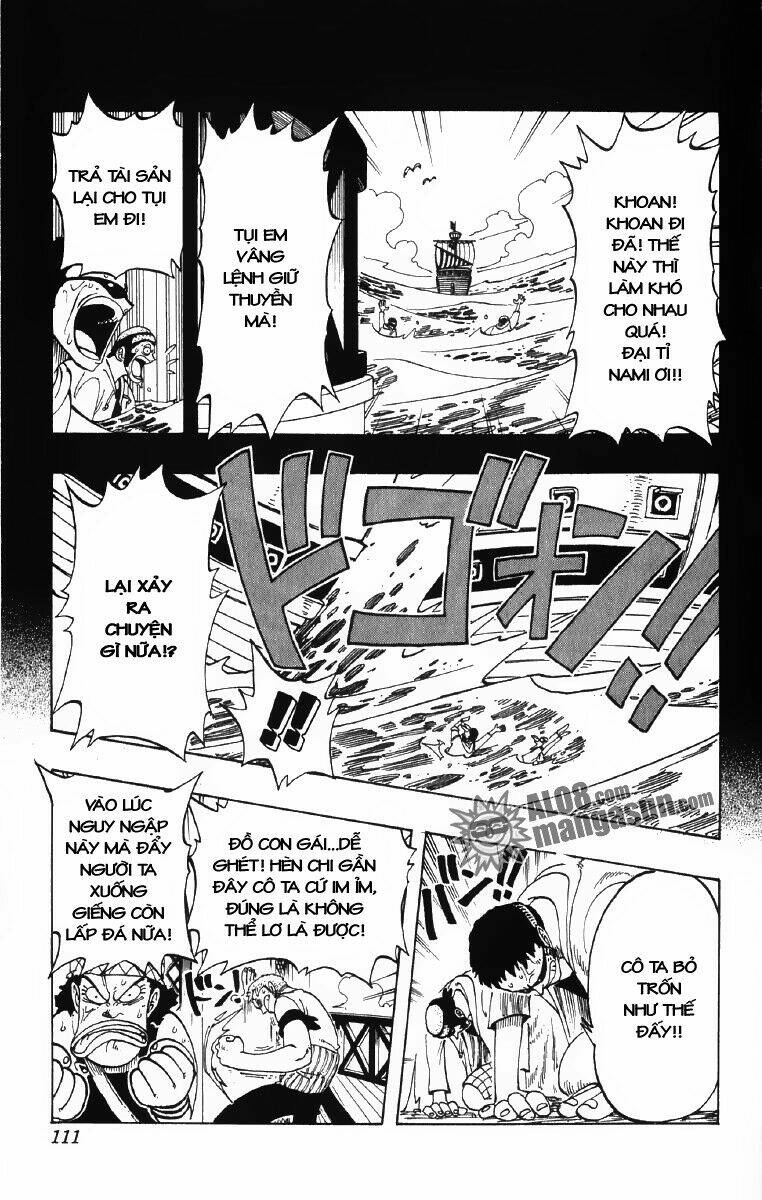 KHOAN!
KHOAN ĐI
ĐÃ! THẾ
NÀY THÌ
LÀM KHÓ
CHO NHAU
QUÁ!
ĐẠI TỈ
NAMI ƠI!!
TỤI EM
VÂNG
LỆNH GIỮ
THUYỀN
MÀ!
TRẢ TÀI SẢN
LẠI CHO TỤI
EM ĐI!
ドゴォン!!
LẠI XẢY
RA
CHUYỆN
GÌ NỮA!?
!!
AL08.com
mangasun.com
CÔ TA BỎ
TRỐN
NHƯ THẾ
ĐẤY!!
バン!!
ĐỒ CON GÁI...DỄ
GHÉT! HÈN CHI GẦN
ĐÂY CÔ TA CỨ IM ỈM,
ĐÚNG LÀ KHÔNG
THỂ LƠ LÀ ĐƯỢC!
ドン!
VÀO LÚC
NGUY NGẬP
NÀY MÀ ĐẨY
NGƯỜI TA
XUỐNG
GIẾNG CÒN
LẤP ĐÁ NỮA!
111